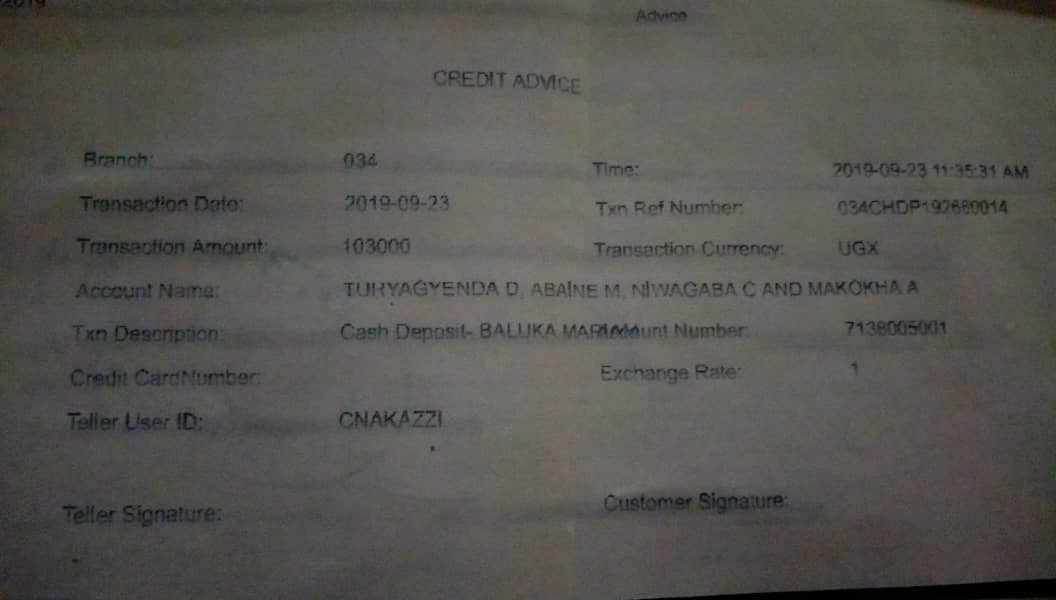 2019
Advice
CREDIT ADVICE
Branch: 034 Time: 2019-09-23 11:35:31 AM
Transaction Date: 2019-09-23 Txn Ref Number: 034CHDP192660014
Transaction Amount: 103000 Transaction Currency: UGX
Account Name: TURYAGYENDA D, ABAINE M, NIWAGABA C AND MAKOKHA A
Txn Description: Cash Deposit- BALUKA Account Number: 7138005001
Credit CardNumber: Exchange Rate: 1
Teller User ID: CNAKAZZI
Teller Signature: Customer Signature: